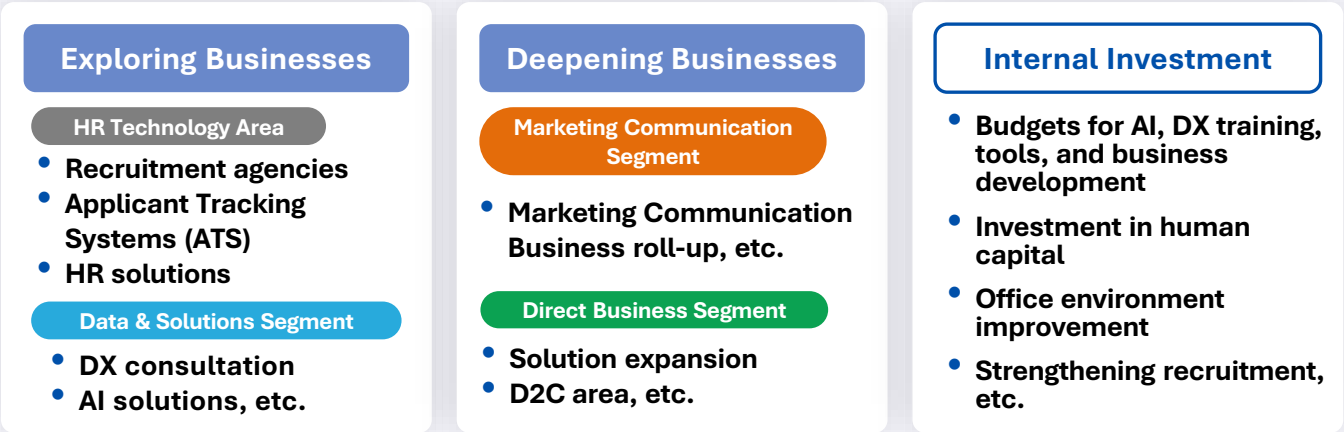 Exploring Businesses
HR Technology Area
• Recruitment agencies
• Applicant Tracking
Systems (ATS)
• HR solutions
Data & Solutions Segment
• DX consultation
• AI solutions, etc.
Deepening Businesses
Marketing Communication
Segment
• Marketing Communication
Business roll-up, etc.
Direct Business Segment
• Solution expansion
• D2C area, etc.
Internal Investment
• Budgets for AI, DX training,
tools, and business
development
• Investment in human
capital
• Office environment
improvement
• Strengthening recruitment,
etc.